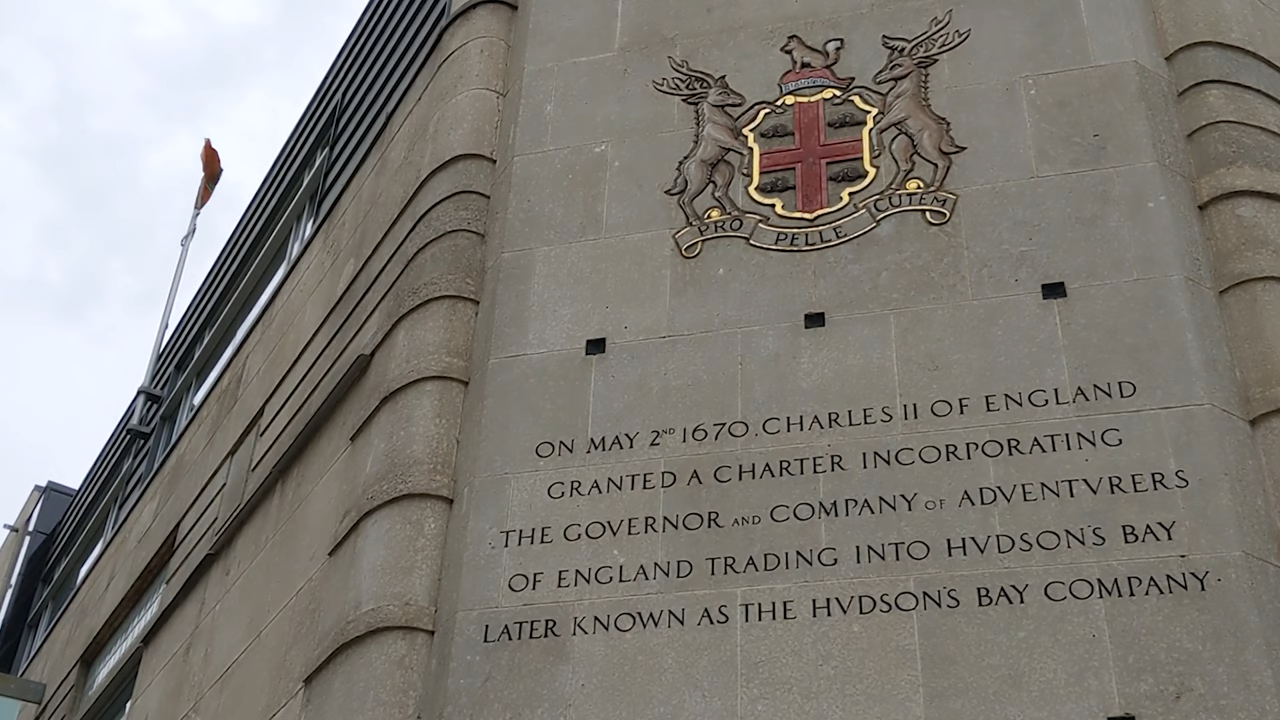 PRO PELLE CUTEM
ON MAY 2ND 1670. CHARLES II OF ENGLAND
GRANTED A CHARTER INCORPORATING
THE GOVERNOR AND COMPANY OF ADVENTVRERS
OF ENGLAND TRADING INTO HVDSON'S BAY
LATER KNOWN AS THE HVDSON'S BAY COMPANY.